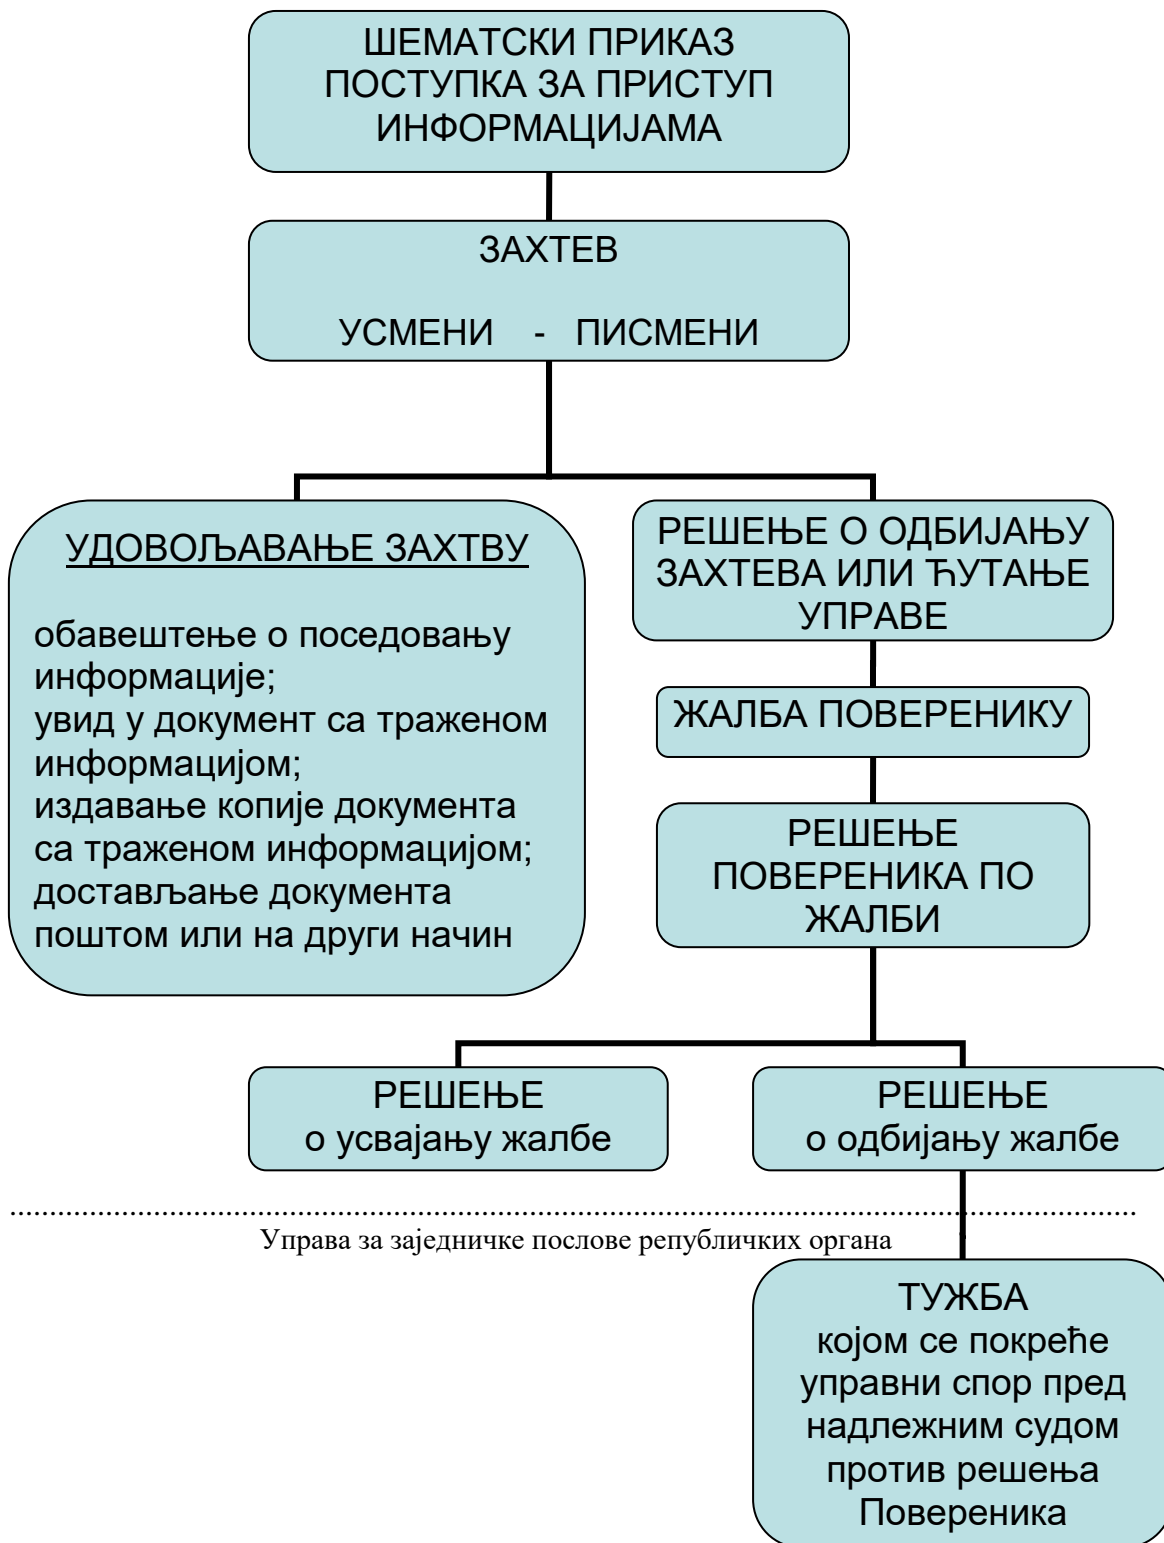 ШЕМАТСКИ ПРИКАЗ
ПОСТУПКА ЗА ПРИСТУП
ИНФОРМАЦИЈАМА
ЗАХТЕВ
УСМЕНИ - ПИСМЕНИ
УДОВОЉАВАЊЕ ЗАХТВУ
обавештење о поседовању
информације;
увид у документ са траженом
информацијом;
издавање копије документа
са траженом информацијом;
достављање документа
поштом или на други начин
РЕШЕЊЕ О ОДБИЈАЊУ
ЗАХТЕВА ИЛИ ЋУТАЊЕ
УПРАВЕ
ЖАЛБА ПОВЕРЕНИКУ
РЕШЕЊЕ
ПОВЕРЕНИКА ПО
ЖАЛБИ
РЕШЕЊЕ
о усвајању жалбе
РЕШЕЊЕ
о одбијању жалбе
Управа за заједничке послове републичких органа
ТУЖБА
којом се покреће
управни спор пред
надлежним судом
против решења
Повереника